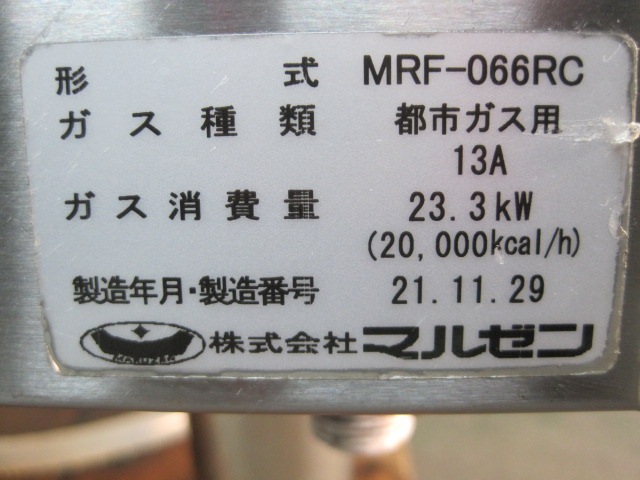 形式 MRF-066RC
ガス種類 都市ガス用
13A
ガス消費量 23.3kW
(20,000kcal/h)
製造年月・製造番号 21.11.29
MARUZEN 株式会社 マルゼン